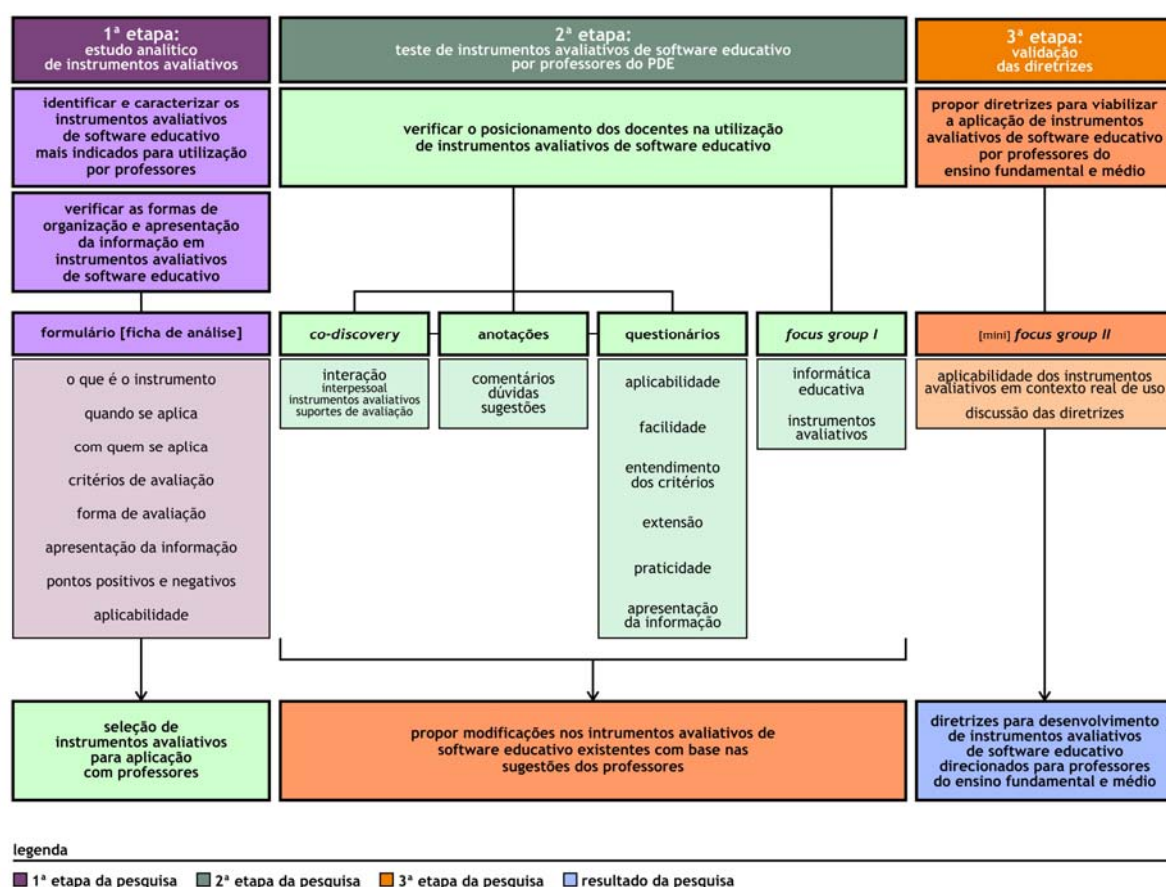 1ª etapa:
estudo analítico
de instrumentos avaliativos
2ª etapa:
teste de instrumentos avaliativos de software educativo
por professores do PDE
3ª etapa:
validação
das diretrizes
identificar e caracterizar os
instrumentos avaliativos
de software educativo
mais indicados para utilização
por professores
verificar o posicionamento dos docentes na utilização
de instrumentos avaliativos de software educativo
propor diretrizes para viabilizar
a aplicação de instrumentos
avaliativos de software educativo
por professores do
ensino fundamental e médio
verificar as formas de
organização e apresentação
da informação em
instrumentos avaliativos
de software educativo
formulário [ficha de análise]
co-discovery
anotações
questionários
focus group I
[mini] focus group II
o que é o instrumento
quando se aplica
com quem se aplica
critérios de avaliação
forma de avaliação
apresentação da informação
pontos positivos e negativos
aplicabilidade
interação
interpessoal
instrumentos avaliativos
suportes de avaliação
comentários
dúvidas
sugestões
aplicabilidade
facilidade
entendimento
dos critérios
extensão
praticidade
apresentação
da informação
informática
educativa
instrumentos
avaliativos
aplicabilidade dos instrumentos
avaliativos em contexto real de uso
discussão das diretrizes
seleção de
instrumentos avaliativos
para aplicação
com professores
propor modificações nos intrumentos avaliativos de
software educativo existentes com base nas
sugestões dos professores
diretrizes para desenvolvimento
de instrumentos avaliativos
de software educativo
direcionados para professores
do ensino fundamental e médio
legenda
1ª etapa da pesquisa 2ª etapa da pesquisa 3ª etapa da pesquisa resultado da pesquisa